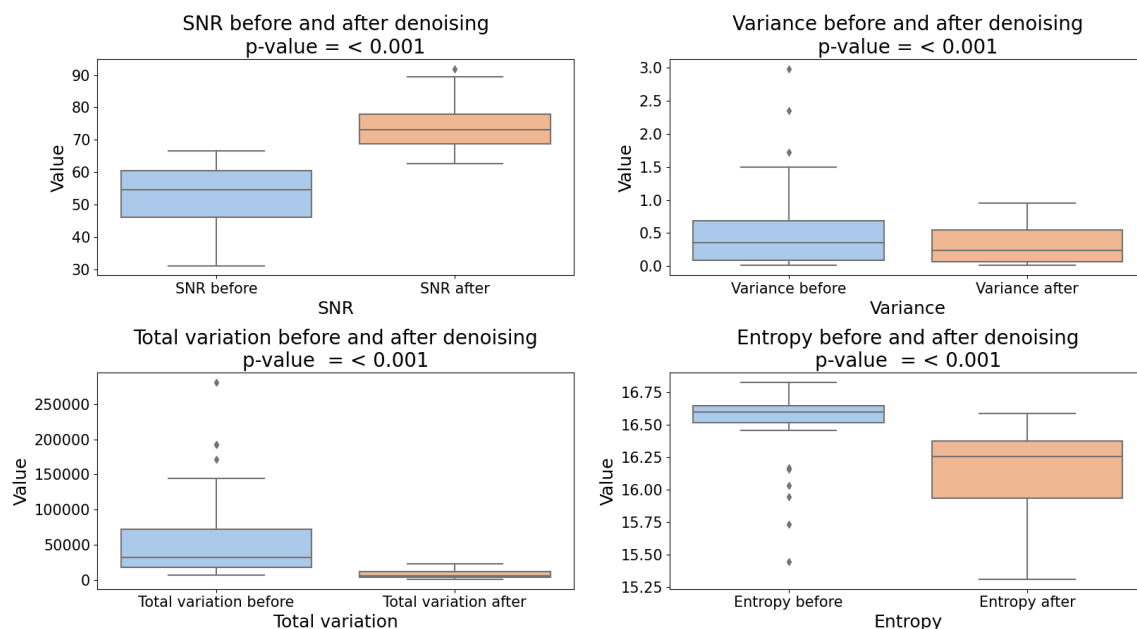 SNR before and after denoising
p-value = < 0.001
90
80
70
60
50
40
30
Value
SNR before
SNR after
SNR
Variance before and after denoising
p-value = < 0.001
3.0
2.5
2.0
1.5
1.0
0.5
0.0
Value
Variance before
Variance after
Variance
Total variation before and after denoising
p-value  = < 0.001
250000
200000
150000
100000
50000
0
Value
Total variation before
Total variation after
Total variation
Entropy before and after denoising
p-value  = < 0.001
16.75
16.50
16.25
16.00
15.75
15.50
15.25
Value
Entropy before
Entropy after
Entropy